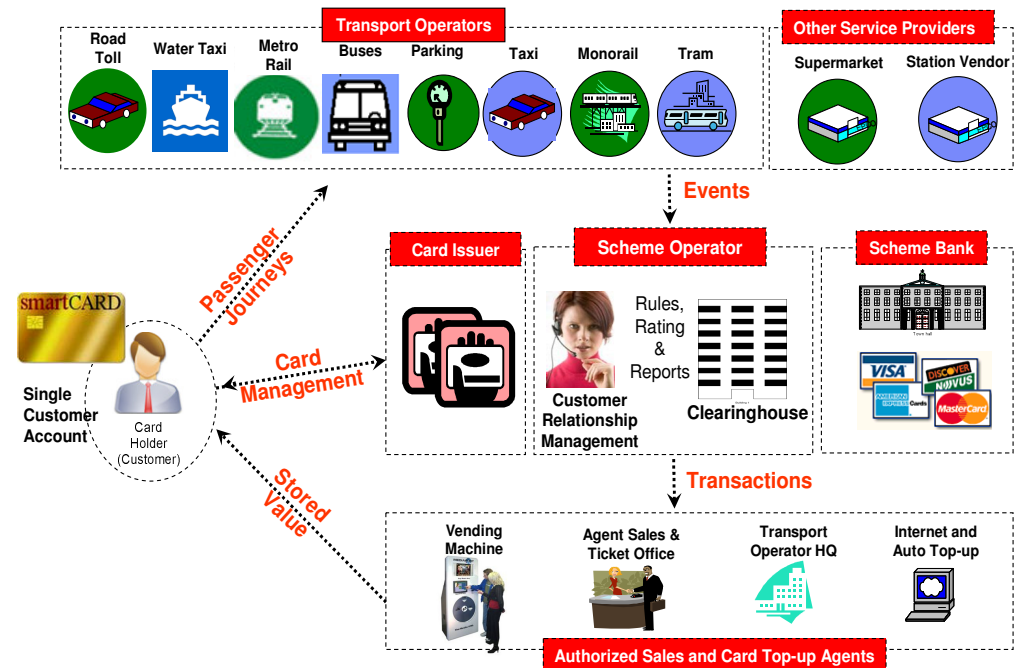 Transport Operators
Other Service Providers
Road
Toll
Water Taxi
Metro
Rail
Buses
Parking
Taxi
Monorail
Tram
Supermarket
Station Vendor
Events
Passenger
Journeys
Card Issuer
Scheme Operator
Scheme Bank
smartCARD
Rules,
Rating
&
Reports
Town hall
VISA
DISCOVER
NOVUS
AMERICAN
EXPRESS
Cards
MasterCard
Card
Management
Customer
Relationship
Management
Clearinghouse
Single
Customer
Account
Card
Holder
(Customer)
Stored
Value
Transactions
Vending
Machine
Agent Sales &
Ticket Office
Transport
Operator HQ
Internet and
Auto Top-up
Authorized Sales and Card Top-up Agents